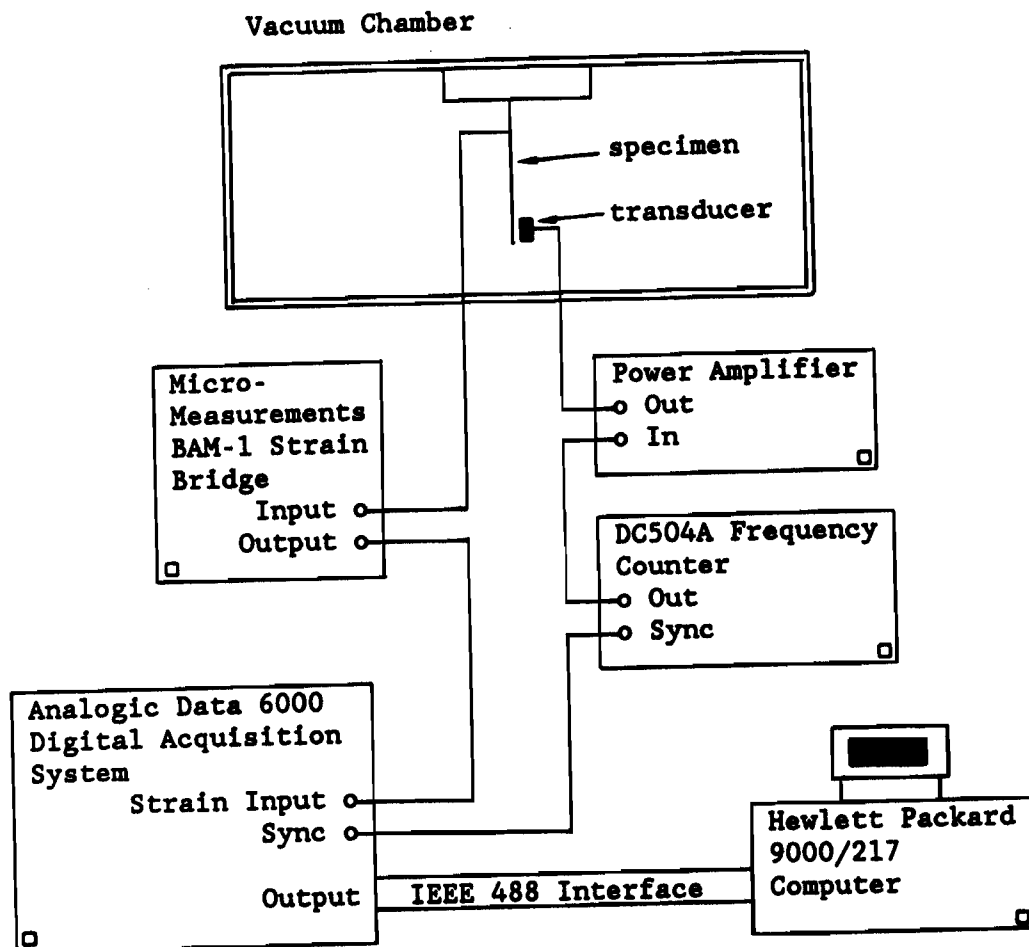 Vacuum Chamber
specimen
transducer
Micro-
Measurements
BAM-1 Strain
Bridge
Input
Output
Power Amplifier
Out
In
DC504A Frequency
Counter
Out
Sync
Analogic Data 6000
Digital Acquisition
System
Strain Input
Sync
Output
IEEE 488 Interface
Hewlett Packard
9000/217
Computer